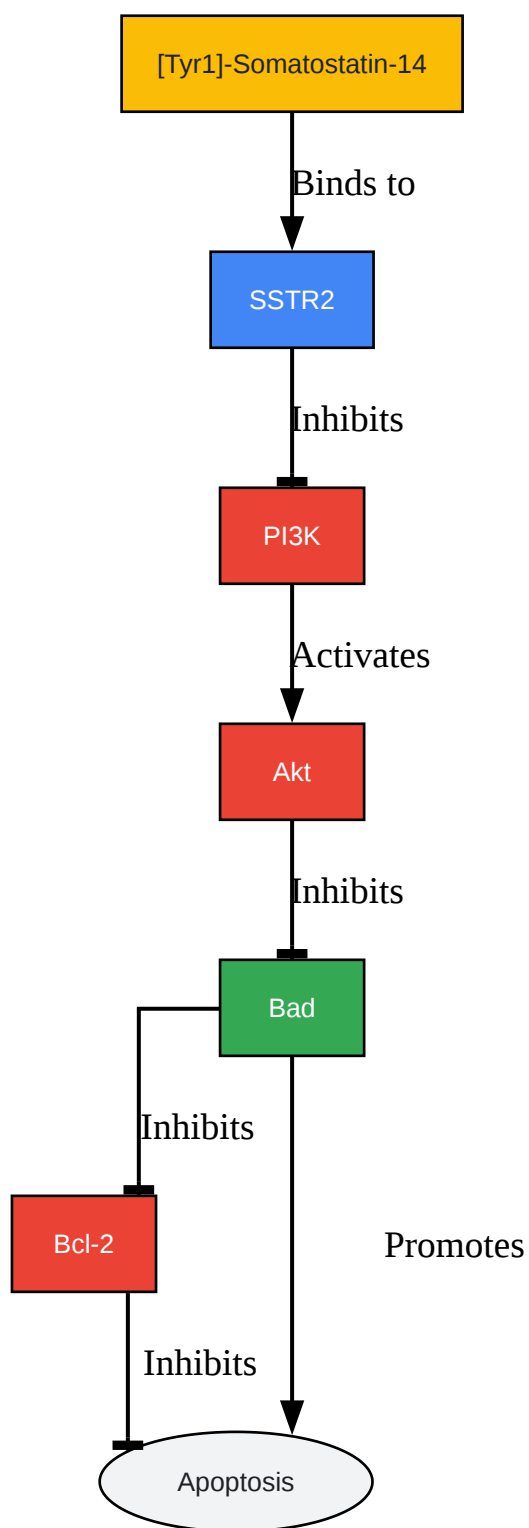 [Tyr1]-Somatostatin-14
Binds to
SSTR2
Inhibits
PI3K
Activates
Akt
Inhibits
Bad
Inhibits
Bcl-2
Promotes
Inhibits
Apoptosis